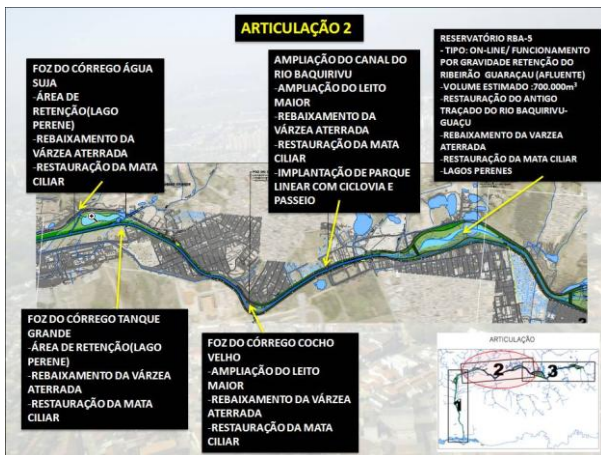 ARTICULAÇÃO 2
FOZ DO CÓRREGO ÁGUA
SUJA
-ÁREA DE
RETENÇÃO(LAGO
PERENE)
-REBAIXAMENTO DA
VÁRZEA ATERRADA
-RESTAURAÇÃO DA MATA
CILIAR
AMPLIAÇÃO DO CANAL DO
RIO BAQUIRIVU
-AMPLIAÇÃO DO LEITO
MAIOR
-REBAIXAMENTO DA
VÁRZEA ATERRADA
-RESTAURAÇÃO DA MATA
CILIAR
-IMPLANTAÇÃO DE PARQUE
LINEAR COM CICLOVIA E
PASSEIO
RESERVATÓRIO RBA-5
- TIPO: ON-LINE/ FUNCIONAMENTO
POR GRAVIDADE RETENÇÃO DO
RIBEIRÃO GUARAÇAU (AFLUENTE)
-VOLUME ESTIMADO :700.000m³
-RESTAURAÇÃO DO ANTIGO
TRAÇADO DO RIO BAQUIRIVU-
GUAÇU
-REBAIXAMENTO DA VARZEA
ATERRADA
-RESTAURAÇÃO DA MATA CILIAR
-LAGOS PERENES
FOZ DO CÓRREGO TANQUE
GRANDE
-ÁREA DE RETENÇÃO(LAGO
PERENE)
-REBAIXAMENTO DA VÁRZEA
ATERRADA
-RESTAURAÇÃO DA MATA
CILIAR
FOZ DO CÓRREGO COCHO
VELHO
-AMPLIAÇÃO DO LEITO
MAIOR
-REBAIXAMENTO DA VÁRZEA
ATERRADA
-RESTAURAÇÃO DA MATA
CILIAR
ARTICULAÇÃO
1
2
3